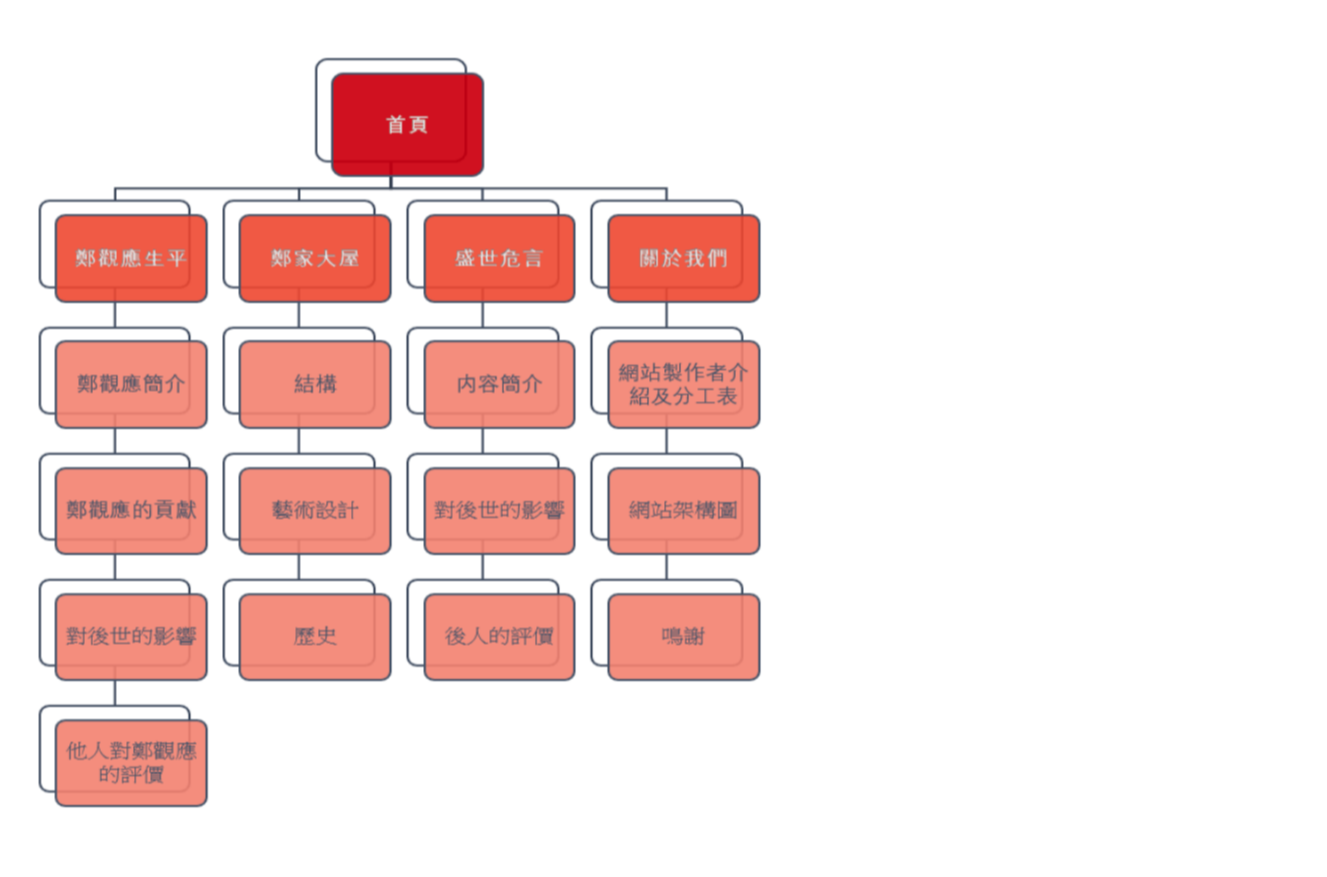 首頁
鄭觀應生平
鄭家大屋
盛世危言
關於我們
鄭觀應簡介
結構
內容簡介
網站製作者介
紹及分工表
鄭觀應的貢獻
藝術設計
對後世的影響
網站架構圖
對後世的影響
歷史
後人的評價
鳴謝
他人對鄭觀應
的評價